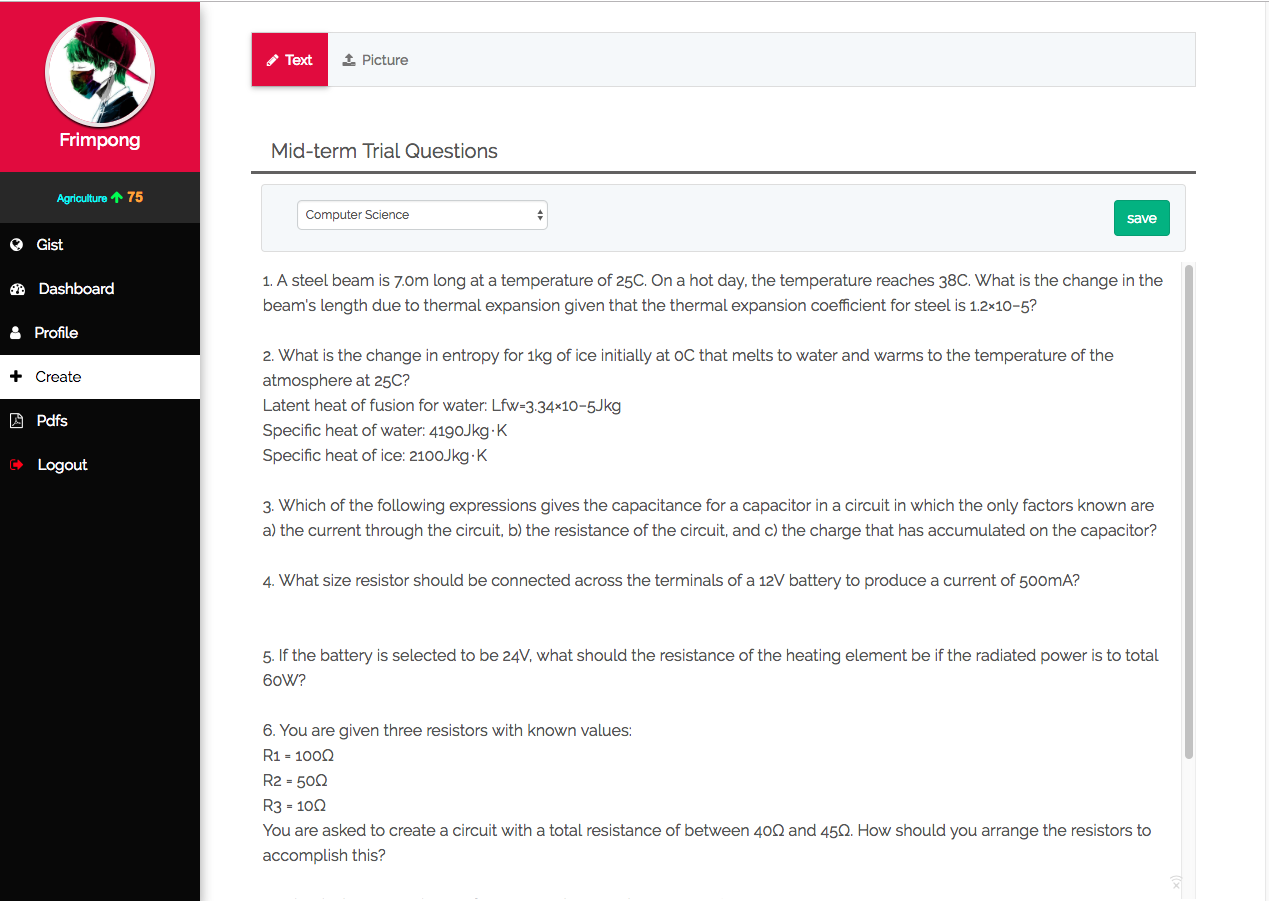 Text
Picture
Frimpong
Mid-term Trial Questions
Agriculture 75
Computer Science
save
Gist
Dashboard
Profile
Create
Pdfs
Logout
1. A steel beam is 7.0m long at a temperature of 25C. On a hot day, the temperature reaches 38C. What is the change in the
beam's length due to thermal expansion given that the thermal expansion coefficient for steel is 1.2×10−5?
2. What is the change in entropy for 1kg of ice initially at 0C that melts to water and warms to the temperature of the
atmosphere at 25C?
Latent heat of fusion for water: Lfw=3.34×10−5Jkg
Specific heat of water: 4190Jkg·K
Specific heat of ice: 2100Jkg·K
3. Which of the following expressions gives the capacitance for a capacitor in a circuit in which the only factors known are
a) the current through the circuit, b) the resistance of the circuit, and c) the charge that has accumulated on the capacitor?
4. What size resistor should be connected across the terminals of a 12V battery to produce a current of 500mA?
5. If the battery is selected to be 24V, what should the resistance of the heating element be if the radiated power is to total
60W?
6. You are given three resistors with known values:
R1 = 100Ω
R2 = 50Ω
R3 = 10Ω
You are asked to create a circuit with a total resistance of between 40Ω and 45Ω. How should you arrange the resistors to
accomplish this?